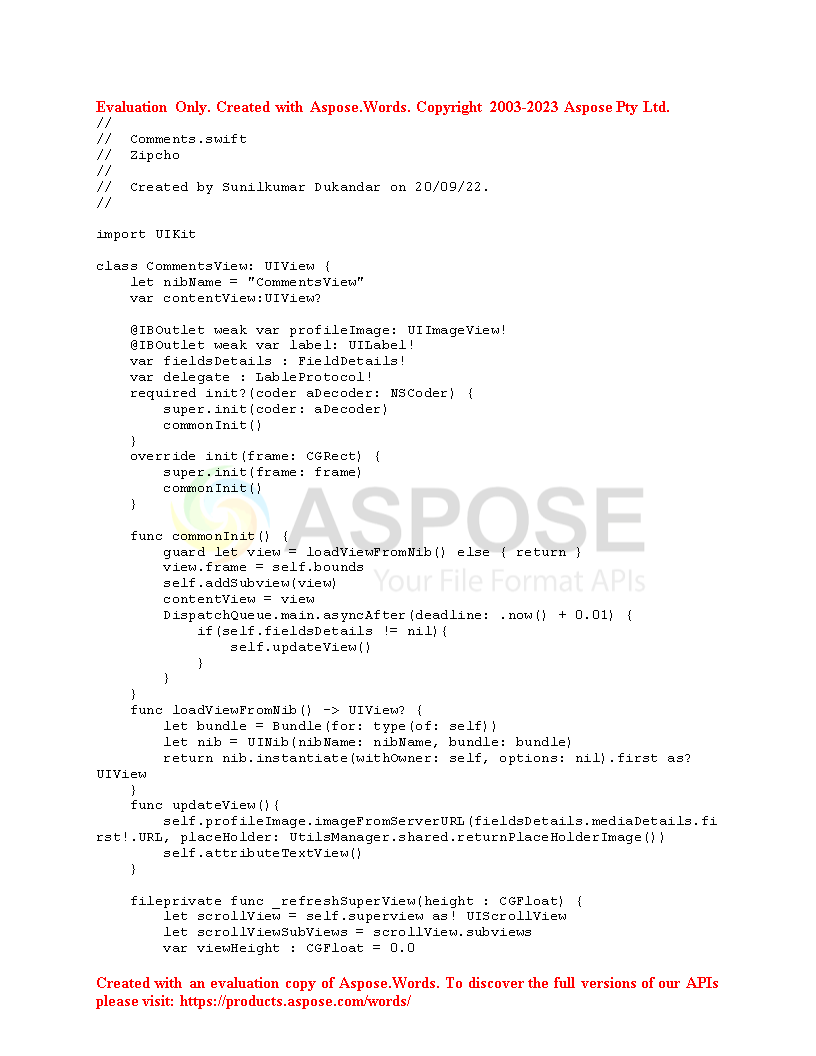 Evaluation Only. Created with Aspose.Words. Copyright 2003-2023 Aspose Pty Ltd.
//
//  Comments.swift
//  Zipcho
//
//  Created by Sunilkumar Dukandar on 20/09/22.
//

import UIKit

class CommentsView: UIView {
    let nibName = "CommentsView"
    var contentView:UIView?

    @IBOutlet weak var profileImage: UIImageView!
    @IBOutlet weak var label: UILabel!
    var fieldsDetails : FieldDetails!
    var delegate : LableProtocol!
    required init?(coder aDecoder: NSCoder) {
        super.init(coder: aDecoder)
        commonInit()
    }
    override init(frame: CGRect) {
        super.init(frame: frame)
        commonInit()
    }

    func commonInit() {
        guard let view = loadViewFromNib() else { return }
        view.frame = self.bounds
        self.addSubview(view)
        contentView = view
        DispatchQueue.main.asyncAfter(deadline: .now() + 0.01) {
            if(self.fieldsDetails != nil){
                self.updateView()
            }
        }
    }
    func loadViewFromNib() -> UIView? {
        let bundle = Bundle(for: type(of: self))
        let nib = UINib(nibName: nibName, bundle: bundle)
        return nib.instantiate(withOwner: self, options: nil).first as?
UIView
    }
    func updateView(){
        self.profileImage.imageFromServerURL(fieldsDetails.mediaDetails.fi
rst!.URL, placeHolder: UtilsManager.shared.returnPlaceHolderImage())
        self.attributeTextView()
    }

    fileprivate func _refreshSuperView(height : CGFloat) {
        let scrollView = self.superview as! UIScrollView
        let scrollViewSubViews = scrollView.subviews
        var viewHeight : CGFloat = 0.0
ASPOSE
Your File Format APIs
Created with an evaluation copy of Aspose.Words. To discover the full versions of our APIs
please visit: https://products.aspose.com/words/